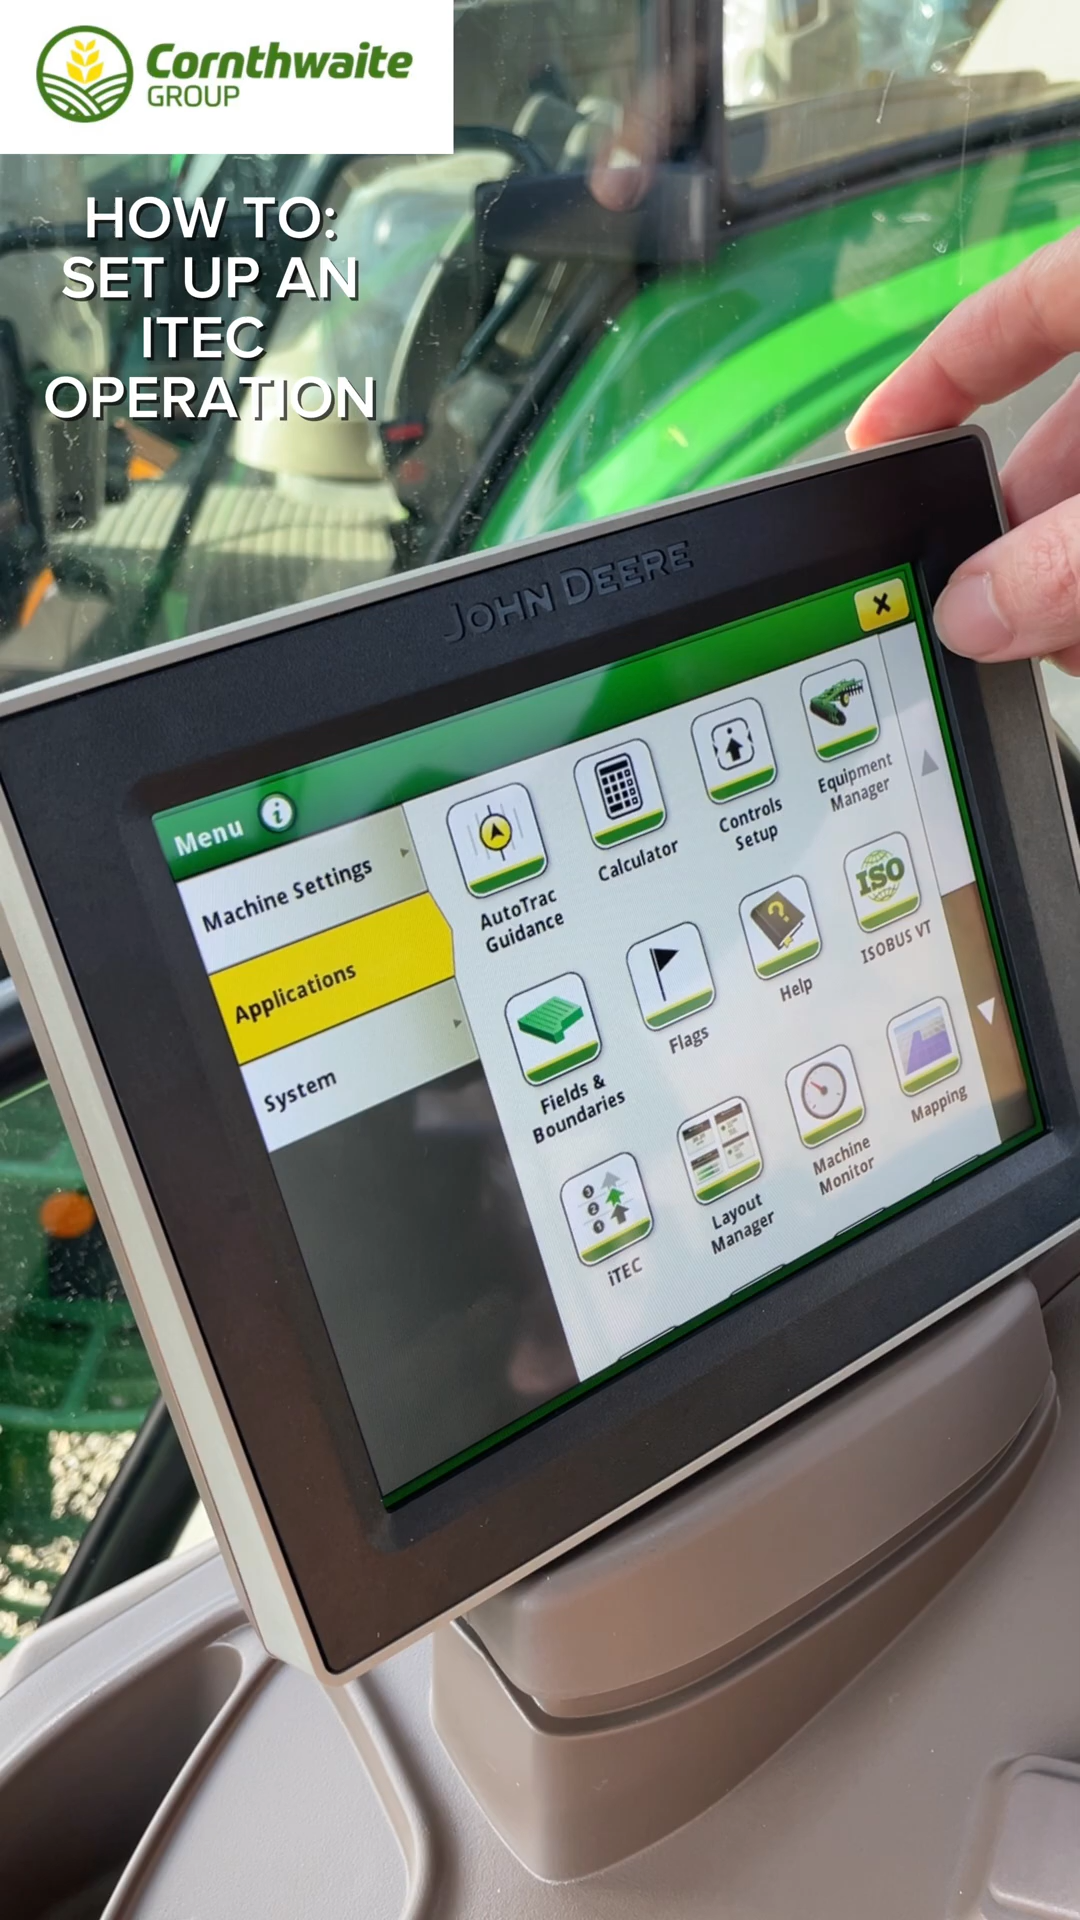 Cornthwaite
GROUP
HOW TO:
SET UP AN
ITEC
OPERATION
JOHN DEERE
Menu
Machine Settings
Applications
System
AutoTrac
Guidance
Calculator
Controls
Setup
Equipment
Manager
Fields &
Boundaries
Flags
Help
ISO
ISOBUS VT
iTEC
Layout
Manager
Machine
Monitor
Mapping